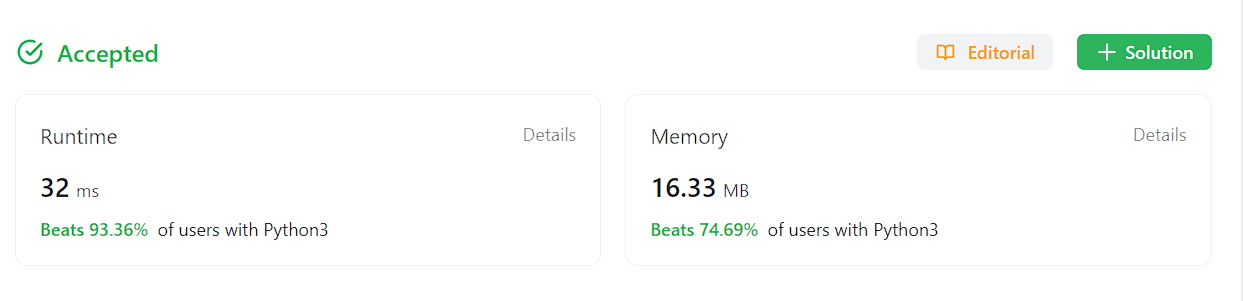 Accepted
Editorial
Solution
Runtime
Details
32 ms
Beats 93.36% of users with Python3
Memory
Details
16.33 MB
Beats 74.69% of users with Python3